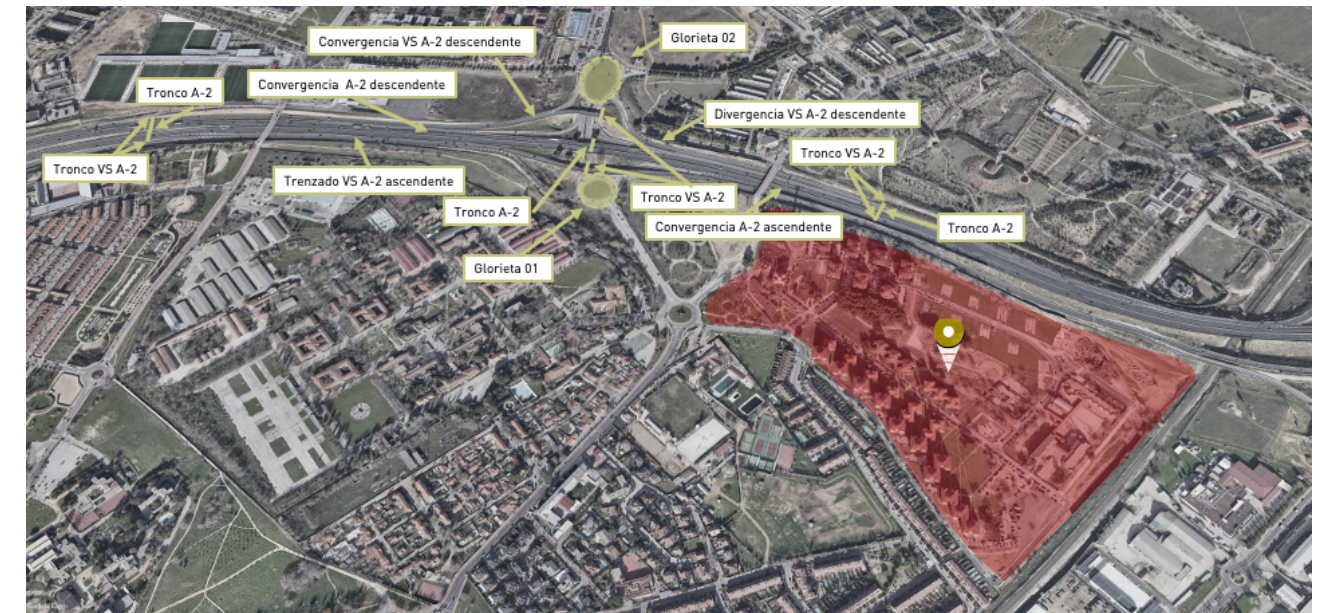 Convergencia VS A-2 descendente
Glorieta 02
Tronco A-2
Convergencia A-2 descendente
Divergencia VS A-2 descendente
Tronco VS A-2
Tronco VS A-2
Trenzado VS A-2 ascendente
Tronco VS A-2
Tronco A-2
Convergencia A-2 ascendente
Tronco A-2
Glorieta 01